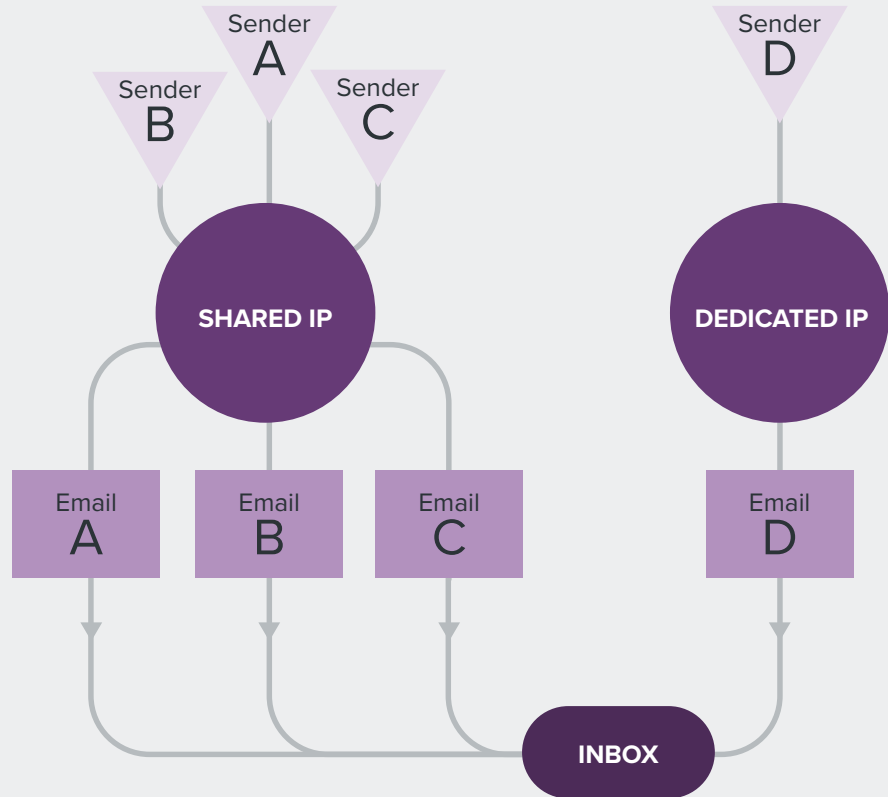 Sender
A
Sender
B
Sender
C
Sender
D
SHARED IP
DEDICATED IP
Email
A
Email
B
Email
C
Email
D
INBOX